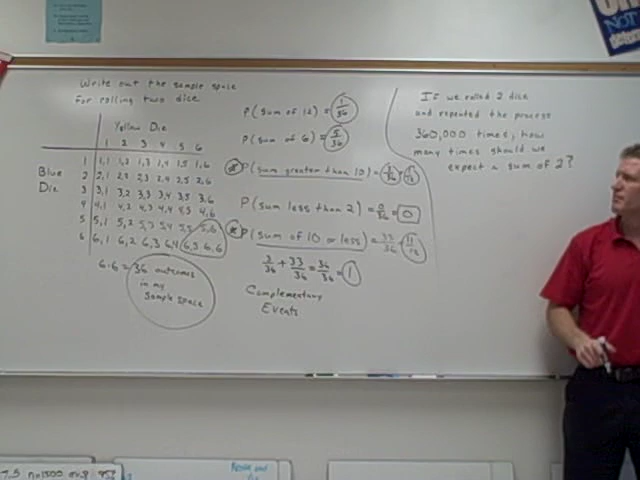 Write out the sample space
for rolling two dice.
Yellow Die
1 2 3 4 5 6
Blue Die
1 1,1 1,2 1,3 1,4 1,5 1,6
2 2,1 2,2 2,3 2,4 2,5 2,6
3 3,1 3,2 3,3 3,4 3,5 3,6
4 4,1 4,2 4,3 4,4 4,5 4,6
5 5,1 5,2 5,3 5,4 5,5 5,6
6 6,1 6,2 6,3 6,4 6,5 6,6
6·6 = 36 outcomes
in my
sample space
P(sum of 12) = 1/36
P(sum of 6) = 5/36
P(sum greater than 10) = 3/36 = 1/12
P(sum less than 2) = 0/36 = 0
P(sum of 10 or less) = 33/36 = 11/12
3/36 + 33/36 = 36/36 = 1
Complementary
Events
If we rolled 2 dice
and repeated the process
360,000 times, how
many times should we
expect a sum of 2?
NOT